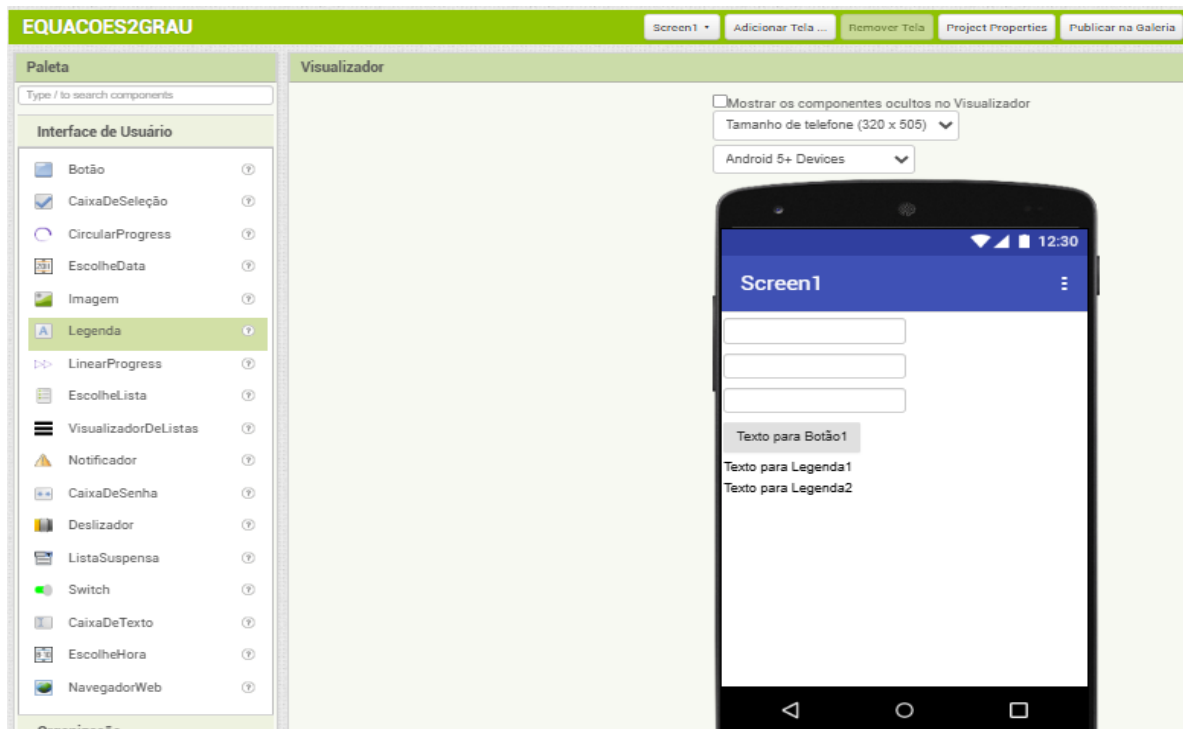 EQUACOES2GRAU
Screen1 Adicionar Tela ... Remover Tela Project Properties Publicar na Galeria
Paleta
Visualizador
Type / to search components
Interface de Usuário
Botão
CaixaDeSeleção
CircularProgress
EscolheData
Imagem
Legenda
LinearProgress
EscolheLista
VisualizadorDeListas
Notificador
CaixaDeSenha
Deslizador
ListaSuspensa
Switch
CaixaDeTexto
EscolheHora
NavegadorWeb
Mostrar os componentes ocultos no Visualizador
Tamanho de telefone (320 x 505)
Android 5+ Devices
12:30
Screen1
Texto para Botão1
Texto para Legenda1
Texto para Legenda2